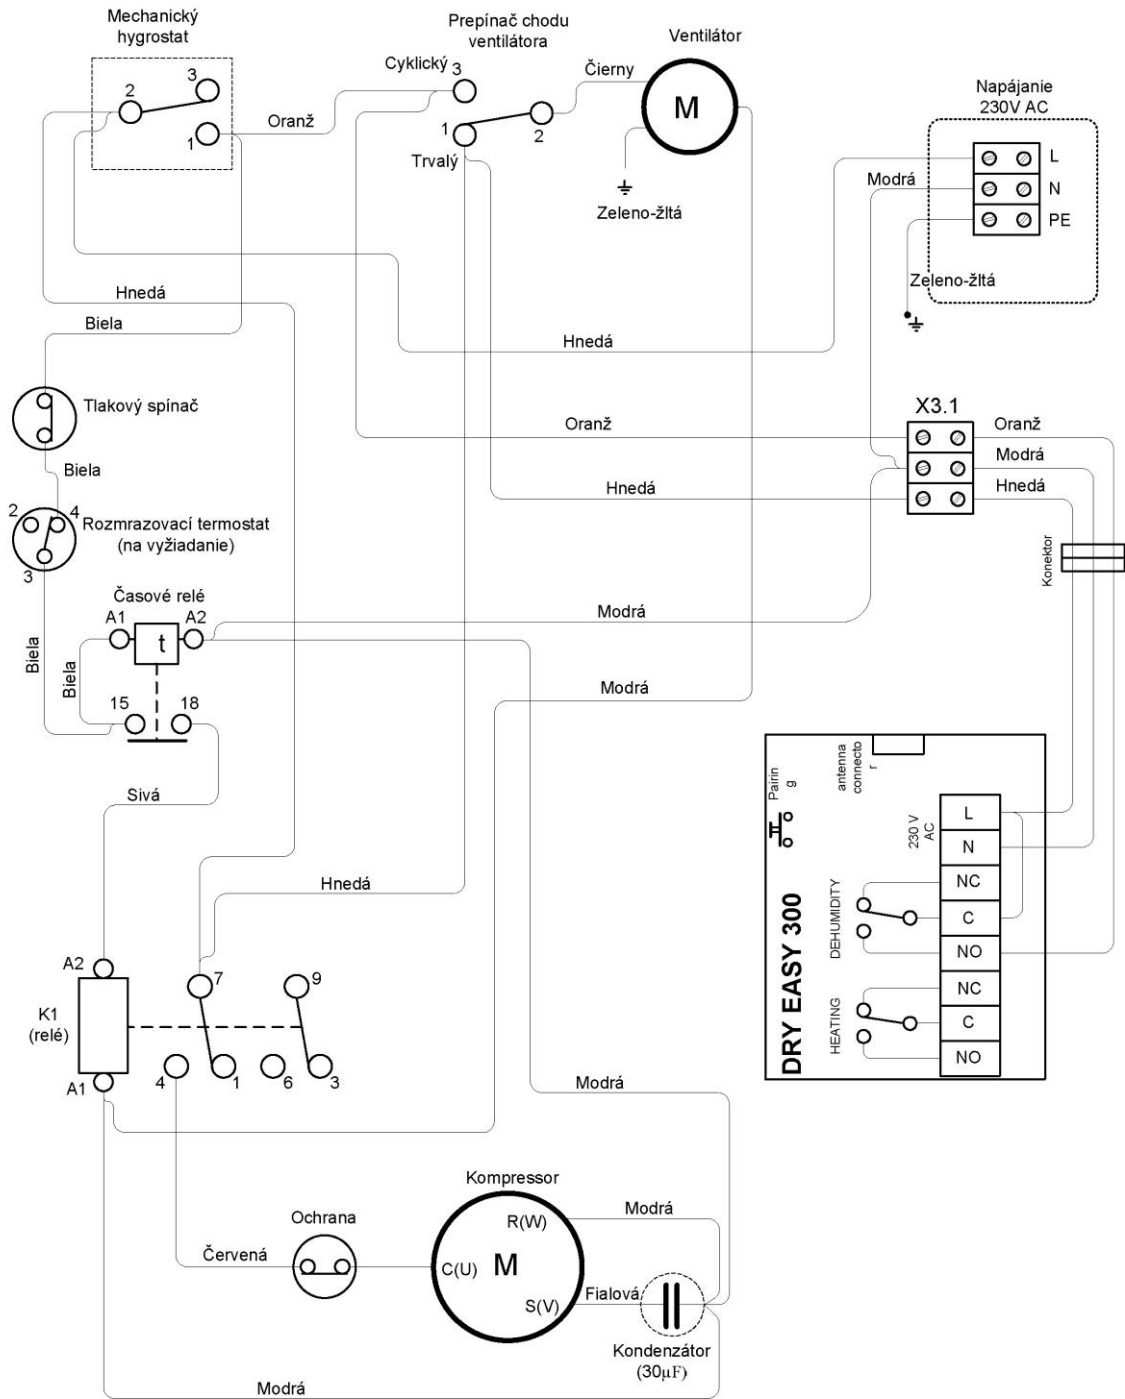 Mechanický
hygrostat
3
2
1
Oranž
Prepínač chodu
ventilátora
Cyklický
3
1
2
Trvalý
Čierny
Ventilátor
M
Zeleno-žltá
Napájanie
230V AC
L
Modrá
N
PE
Zeleno-žltá
Hnedá
Biela
Hnedá
Tlakový spínač
Biela
X3.1
Oranž
Oranž
Modrá
Hnedá
Hnedá
Konektor
2
4
Rozmrazovací termostat
(na vyžiadanie)
3
Časové relé
A1
A2
t
Modrá
Biela
Biela
15
18
Modrá
Sivá
Hnedá
Pairin
g
antenna
connecto
r
230 V
AC
L
N
NC
C
NO
NC
C
NO
DEHUMIDITY
HEATING
DRY EASY 300
A2
K1
(relé)
A1
7
9
4
1
6
3
Modrá
Kompressor
R(W)
Modrá
Ochrana
Červená
C(U)
M
S(V)
Fialová
Kondenzátor
(30µF)
Modrá